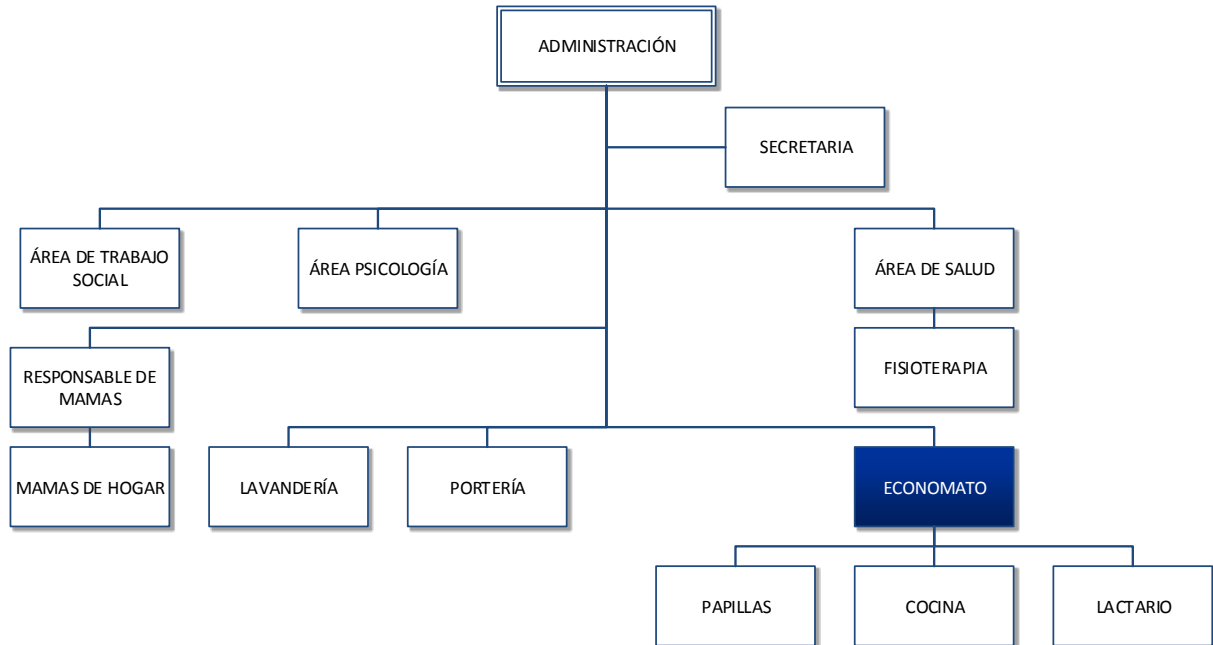 ADMINISTRACIÓN
SECRETARIA
ÁREA DE TRABAJO
SOCIAL
ÁREA PSICOLOGÍA
ÁREA DE SALUD
RESPONSABLE DE
MAMAS
FISIOTERAPIA
MAMAS DE HOGAR
LAVANDERÍA
PORTERÍA
ECONOMATO
PAPILLAS
COCINA
LACTARIO